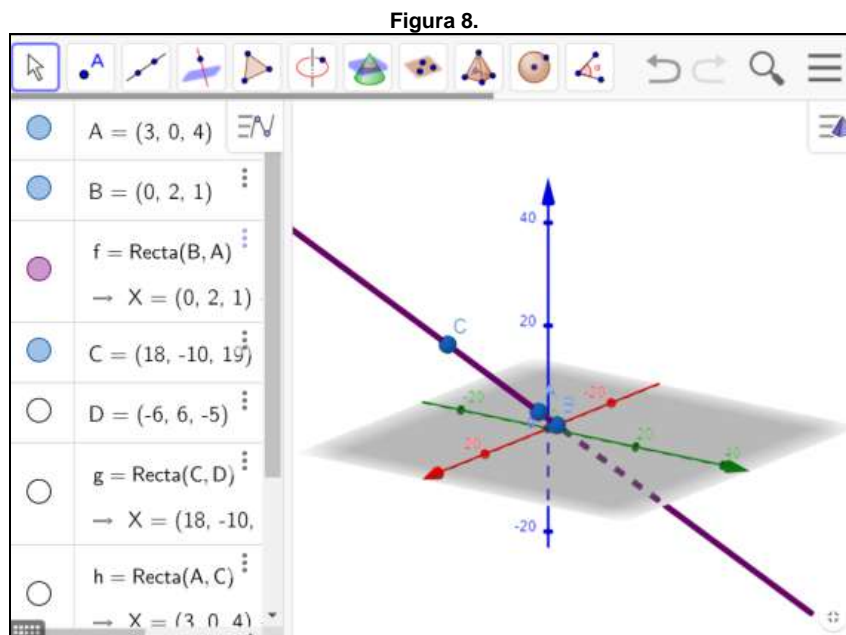 Figura 8.
A
A = (3, 0, 4)
B = (0, 2, 1)
f = Recta(B, A)
→ X = (0, 2, 1)
C = (18, -10, 19)
D = (-6, 6, -5)
g = Recta(C, D)
→ X = (18, -10,
h = Recta(A, C)
→ X = (3, 0, 4)
40
20
C
A
B
-20
-20
20
20
40
-20